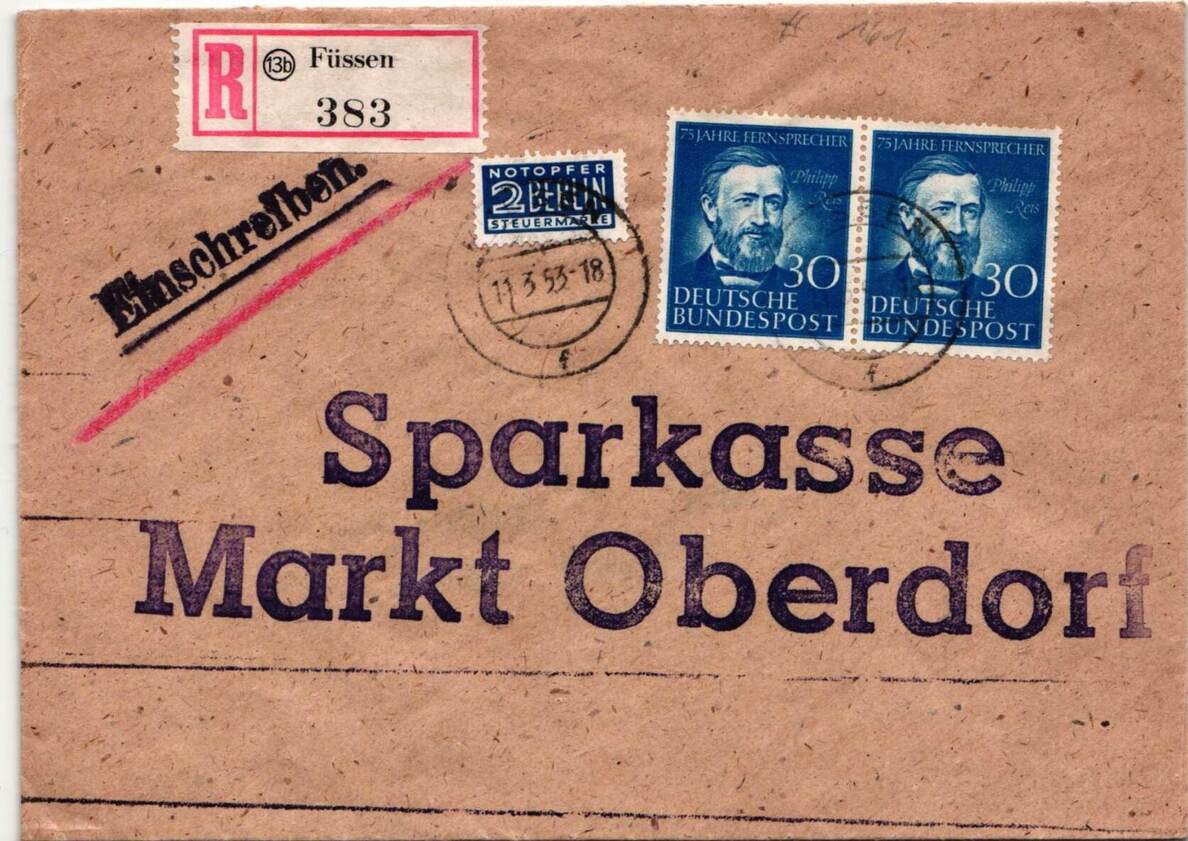 R 13b Füssen
383
Einschreiben.
NOTOPFER
2 BERLIN
STEUERMARKE
11.3.53-18
f
75 JAHRE FERNSPRECHER
Philipp
Reis
30
DEUTSCHE
BUNDESPOST
75 JAHRE FERNSPRECHER
Philipp
Reis
30
DEUTSCHE
BUNDESPOST
f
Sparkasse
Markt Oberdorf